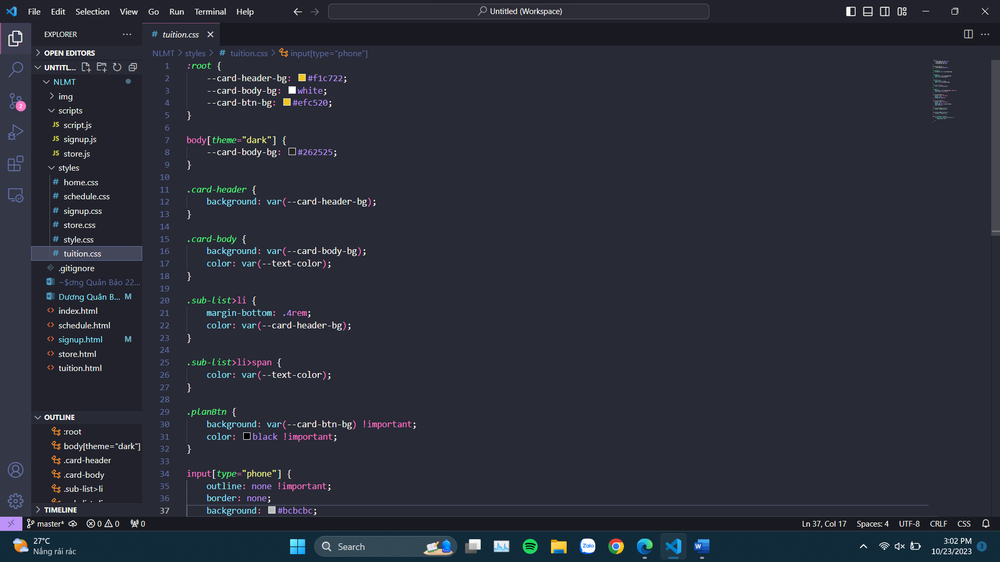 File Edit Selection View Go Run Terminal Help
Untitled (Workspace)
EXPLORER
OPEN EDITORS
UNTITL...
NLMT
img
scripts
JS script.js
JS signup.js
JS store.js
styles
# home.css
# schedule.css
# signup.css
# store.css
# style.css
# tuition.css
.gitignore
~$ơng Quân Bảo 22...
Dương Quân B... M
index.html
schedule.html
signup.html M
store.html
tuition.html
2
OUTLINE
:root
body[theme="dark"]
.card-header
.card-body
.sub-list>li
TIMELINE
# tuition.css
NLMT > styles > # tuition.css > input[type="phone"]
1 :root {
2 --card-header-bg: #f1c722;
3 --card-body-bg: white;
4 --card-btn-bg: #efc520;
5 }
6
7 body[theme="dark"] {
8 --card-body-bg: #262525;
9 }
10
11 .card-header {
12 background: var(--card-header-bg);
13 }
14
15 .card-body {
16 background: var(--card-body-bg);
17 color: var(--text-color);
18 }
19
20 .sub-list>li {
21 margin-bottom: .4rem;
22 color: var(--card-header-bg);
23 }
24
25 .sub-list>li>span {
26 color: var(--text-color);
27 }
28
29 .planBtn {
30 background: var(--card-btn-bg) !important;
31 color: black !important;
32 }
33
34 input[type="phone"] {
35 outline: none !important;
36 border: none;
37 background: #bcbcbc;
master* 0 0 0
Ln 37, Col 17 Spaces: 4 UTF-8 CRLF CSS
27°C
Nắng rải rác
Search
Zalo
3:02 PM
10/23/2023
3